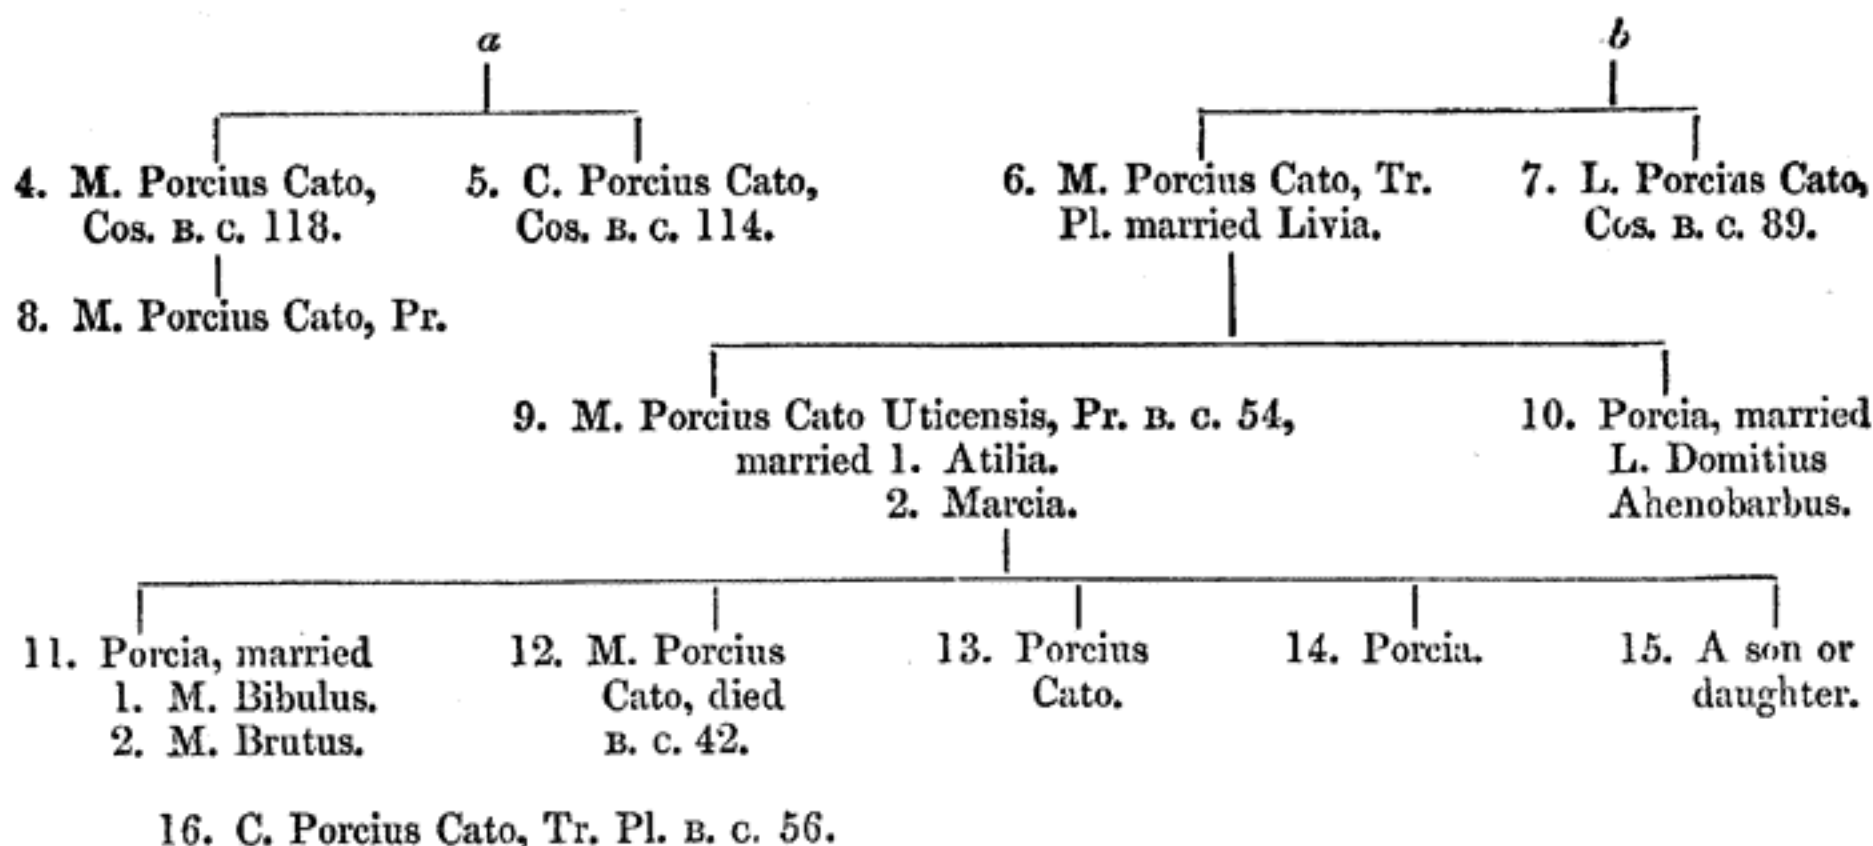 a
b
4. M. Porcius Cato,
Cos. B. C. 118.
5. C. Porcius Cato,
Cos. B. C. 114.
6. M. Porcius Cato, Tr.
Pl. married Livia.
7. L. Porcius Cato,
Cos. B. C. 89.
8. M. Porcius Cato, Pr.
9. M. Porcius Cato Uticensis, Pr. B. C. 54,
married 1. Atilia.
2. Marcia.
10. Porcia, married
L. Domitius
Ahenobarbus.
11. Porcia, married
1. M. Bibulus.
2. M. Brutus.
12. M. Porcius
Cato, died
B. C. 42.
13. Porcius
Cato.
14. Porcia.
15. A son or
daughter.
16. C. Porcius Cato, Tr. Pl. B. C. 56.